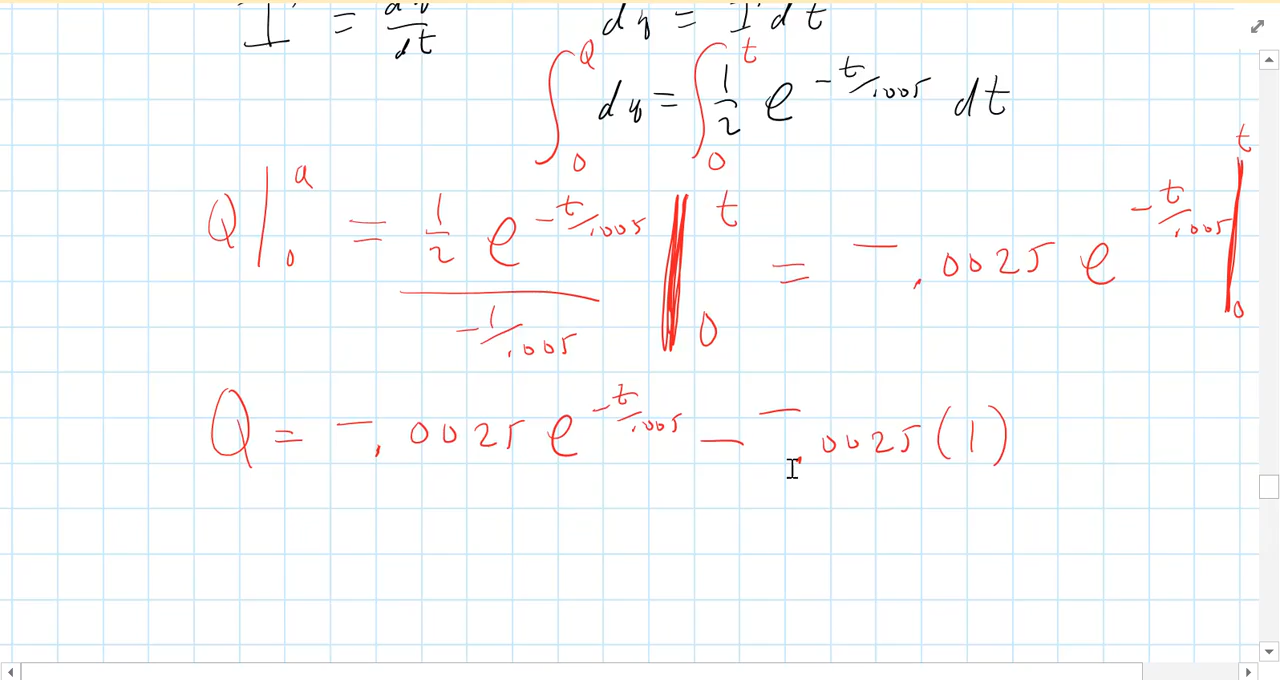 I = dq/dt dq = I dt
∫₀^Q dq = ∫₀^t 1/2 e^(-t/.005) dt
Q |₀^Q = (1/2 e^(-t/.005)) / (-1/.005) |₀^t = -.0025 e^(-t/.005) |₀^t
Q = -.0025 e^(-t/.005) - -.0025(1)